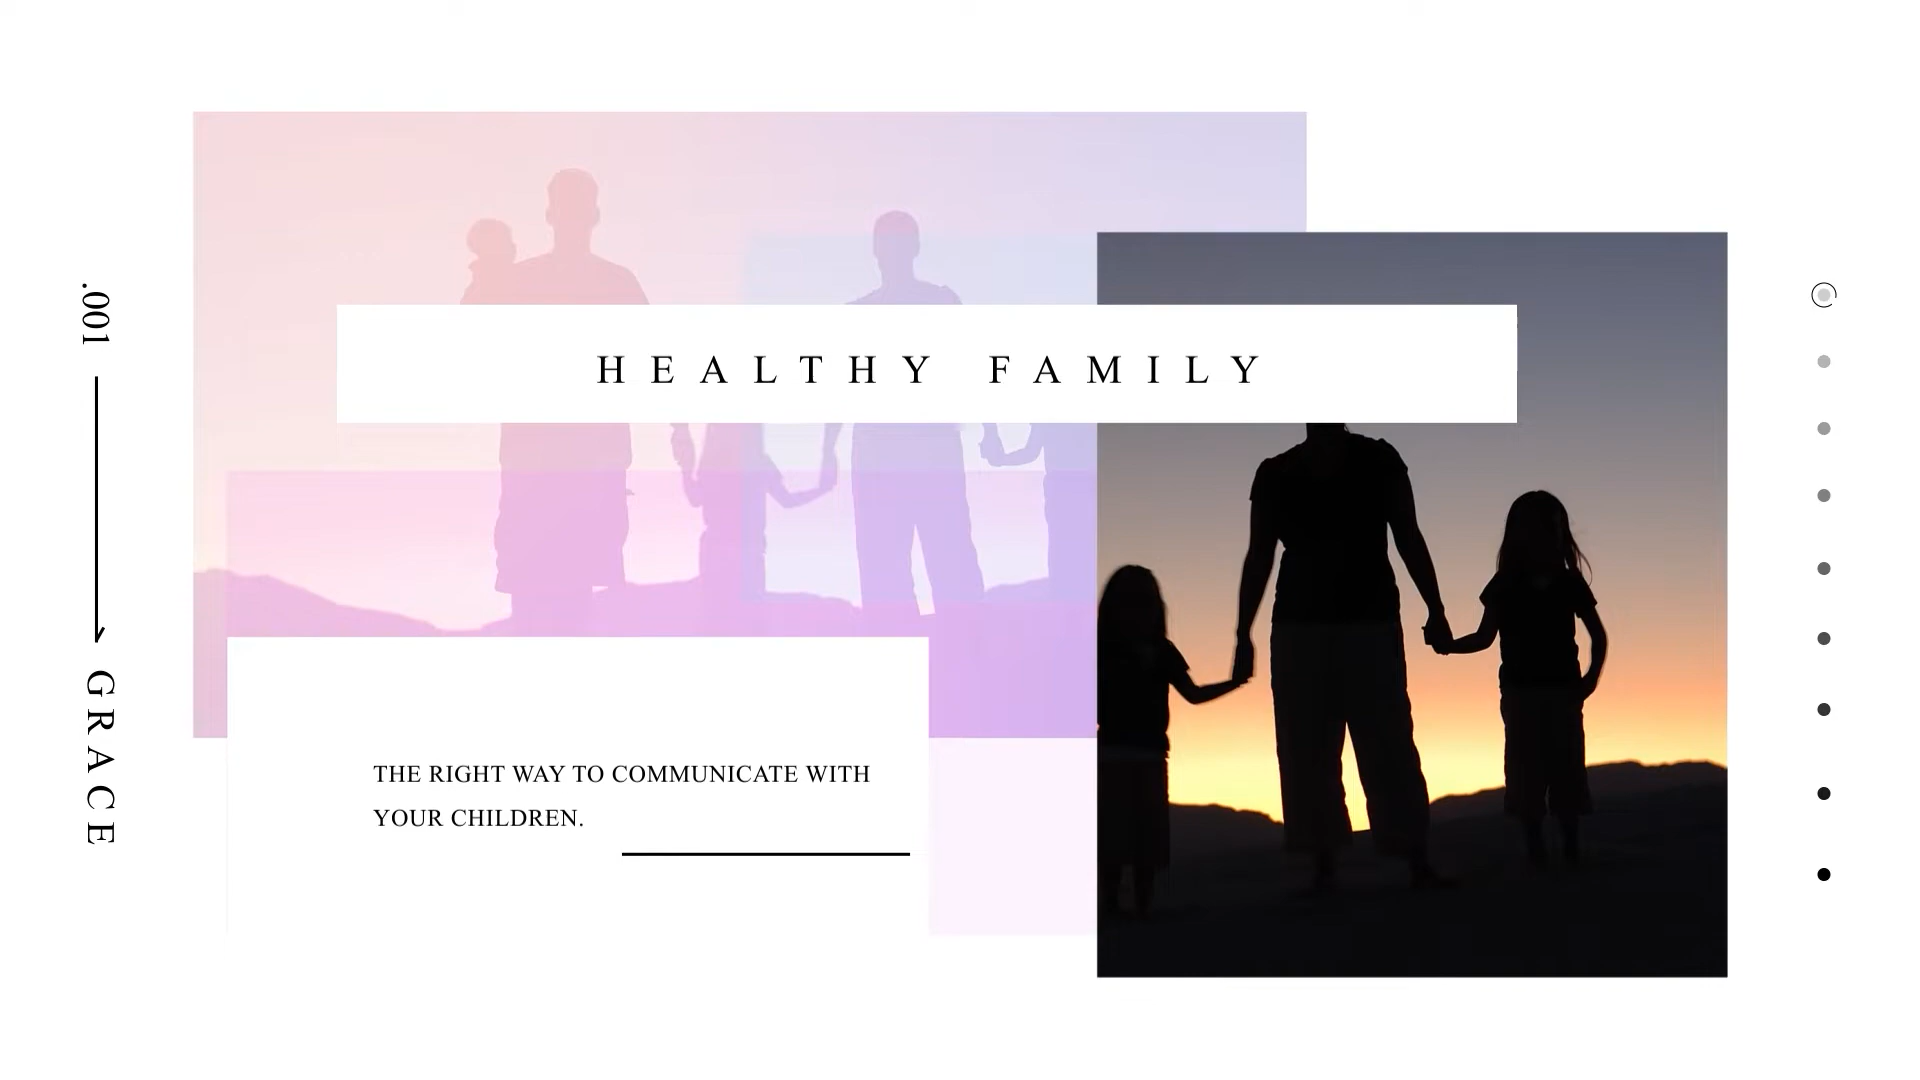 .001
GRACE
HEALTHY FAMILY
THE RIGHT WAY TO COMMUNICATE WITH
YOUR CHILDREN.